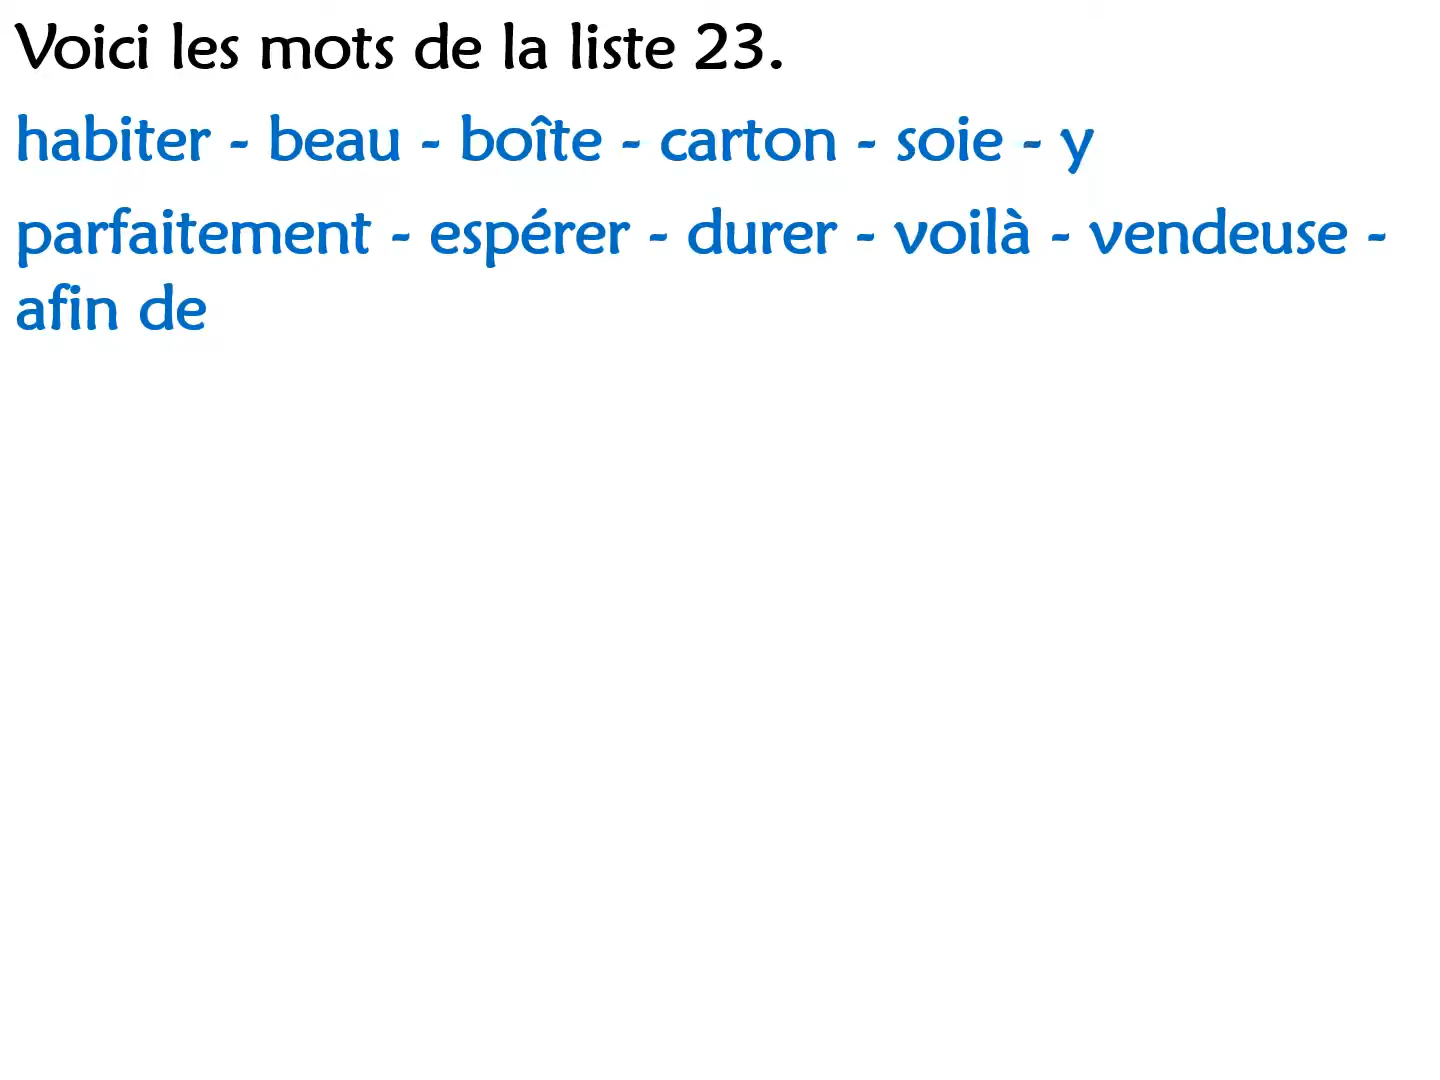 Voici les mots de la liste 23.
habiter - beau - boîte - carton - soie - y
parfaitement - espérer - durer - voilà - vendeuse -
afin de